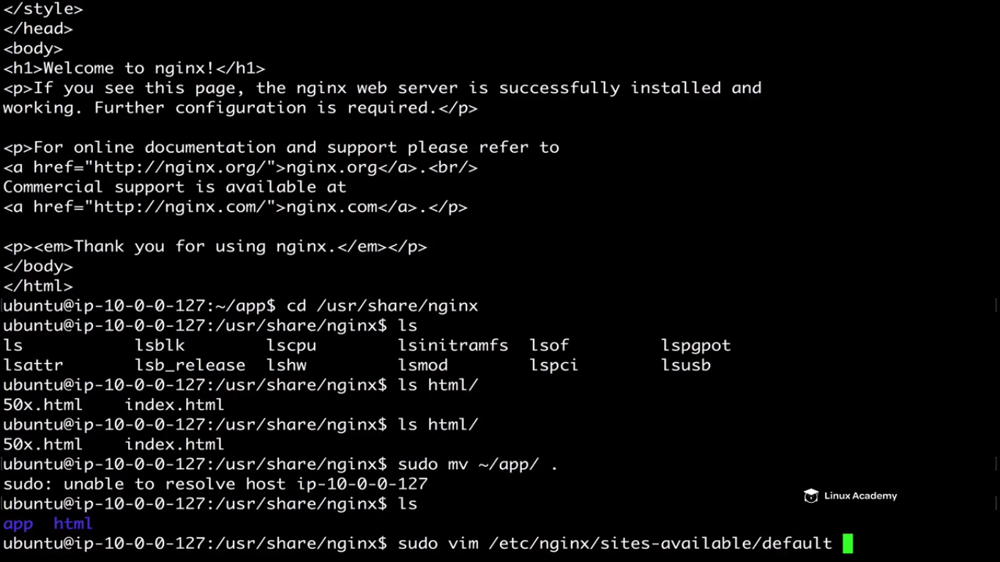 </style>
</head>
<body>
<h1>Welcome to nginx!</h1>
<p>If you see this page, the nginx web server is successfully installed and
working. Further configuration is required.</p>
<p>For online documentation and support please refer to
<a href="http://nginx.org/">nginx.org</a>.<br/>
Commercial support is available at
<a href="http://nginx.com/">nginx.com</a>.</p>
<p><em>Thank you for using nginx.</em></p>
</body>
</html>
ubuntu@ip-10-0-0-127:~/app$ cd /usr/share/nginx
ubuntu@ip-10-0-0-127:/usr/share/nginx$ ls
ls lsblk lscpu lsinitramfs lsof lspgpot
lsattr lsb_release lshw lsmod lspci lsusb
ubuntu@ip-10-0-0-127:/usr/share/nginx$ ls html/
50x.html index.html
ubuntu@ip-10-0-0-127:/usr/share/nginx$ ls html/
50x.html index.html
ubuntu@ip-10-0-0-127:/usr/share/nginx$ sudo mv ~/app/ .
sudo: unable to resolve host ip-10-0-0-127
ubuntu@ip-10-0-0-127:/usr/share/nginx$ ls
Linux Academy
app html
ubuntu@ip-10-0-0-127:/usr/share/nginx$ sudo vim /etc/nginx/sites-available/default